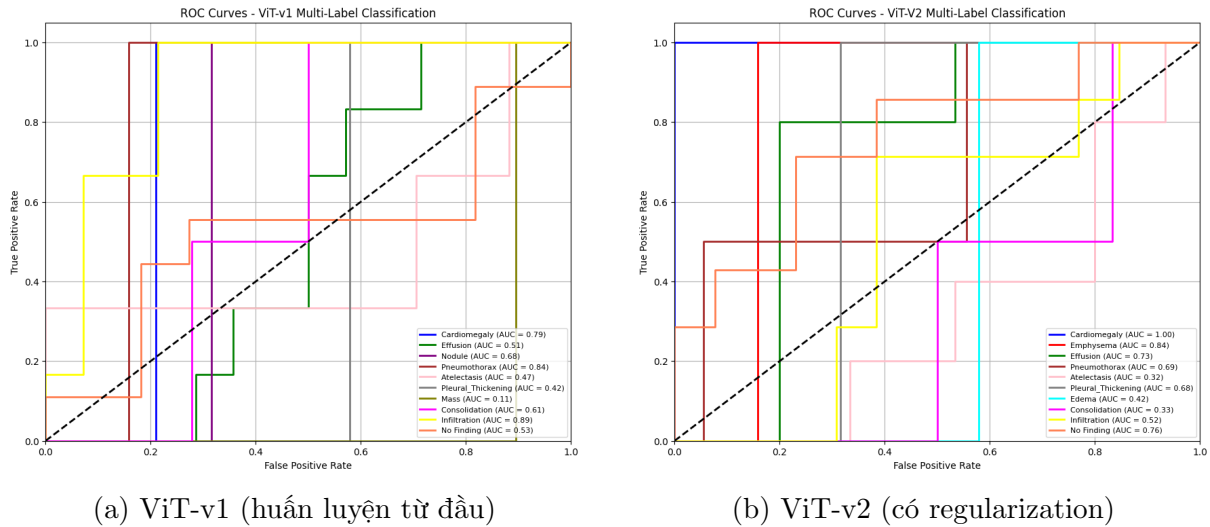 ROC Curves - ViT-v1 Multi-Label Classification
1.0
0.8
0.6
0.4
0.2
0.0
True Positive Rate
0.0 0.2 0.4 0.6 0.8 1.0
False Positive Rate
Cardiomegaly (AUC = 0.79)
Effusion (AUC = 0.51)
Nodule (AUC = 0.68)
Pneumothorax (AUC = 0.84)
Atelectasis (AUC = 0.47)
Pleural_Thickening (AUC = 0.42)
Mass (AUC = 0.11)
Consolidation (AUC = 0.61)
Infiltration (AUC = 0.89)
No Finding (AUC = 0.53)
(a) ViT-v1 (huấn luyện từ đầu)
ROC Curves - ViT-V2 Multi-Label Classification
1.0
0.8
0.6
0.4
0.2
0.0
True Positive Rate
0.0 0.2 0.4 0.6 0.8 1.0
False Positive Rate
Cardiomegaly (AUC = 1.00)
Emphysema (AUC = 0.84)
Effusion (AUC = 0.73)
Pneumothorax (AUC = 0.69)
Atelectasis (AUC = 0.32)
Pleural_Thickening (AUC = 0.68)
Edema (AUC = 0.42)
Consolidation (AUC = 0.33)
Infiltration (AUC = 0.52)
No Finding (AUC = 0.76)
(b) ViT-v2 (có regularization)